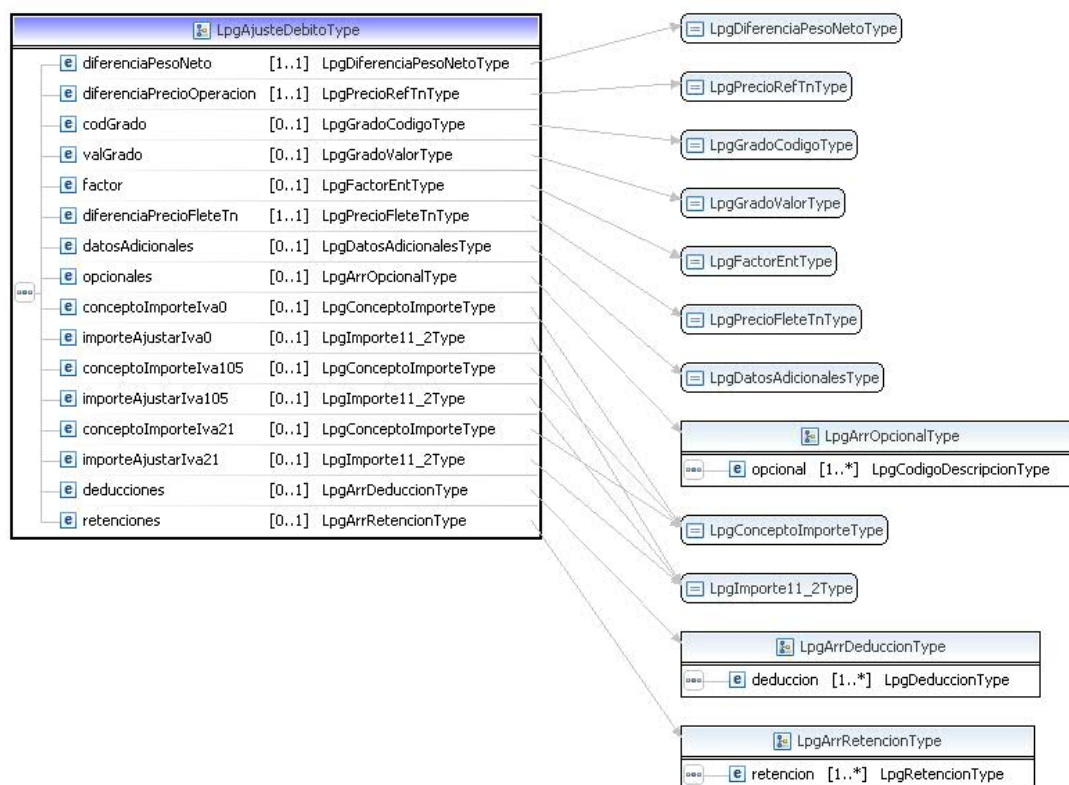 LpgAjusteDebitoType
e diferenciaPesoNeto [1..1] LpgDiferenciaPesoNetoType
e diferenciaPrecioOperacion [1..1] LpgPrecioRefTnType
e codGrado [0..1] LpgGradoCodigoType
e valGrado [0..1] LpgGradoValorType
e factor [0..1] LpgFactorEntType
e diferenciaPrecioFleteTn [1..1] LpgPrecioFleteTnType
e datosAdicionales [0..1] LpgDatosAdicionalesType
e opcionales [0..1] LpgArrOpcionalType
e conceptoImporteIva0 [0..1] LpgConceptoImporteType
e importeAjustarIva0 [0..1] LpgImporte11_2Type
e conceptoImporteIva105 [0..1] LpgConceptoImporteType
e importeAjustarIva105 [0..1] LpgImporte11_2Type
e conceptoImporteIva21 [0..1] LpgConceptoImporteType
e importeAjustarIva21 [0..1] LpgImporte11_2Type
e deducciones [0..1] LpgArrDeduccionType
e retenciones [0..1] LpgArrRetencionType
LpgDiferenciaPesoNetoType
LpgPrecioRefTnType
LpgGradoCodigoType
LpgGradoValorType
LpgFactorEntType
LpgPrecioFleteTnType
LpgDatosAdicionalesType
LpgArrOpcionalType
e opcional [1..*] LpgCodigoDescripcionType
LpgConceptoImporteType
LpgImporte11_2Type
LpgArrDeduccionType
e deduccion [1..*] LpgDeduccionType
LpgArrRetencionType
e retencion [1..*] LpgRetencionType